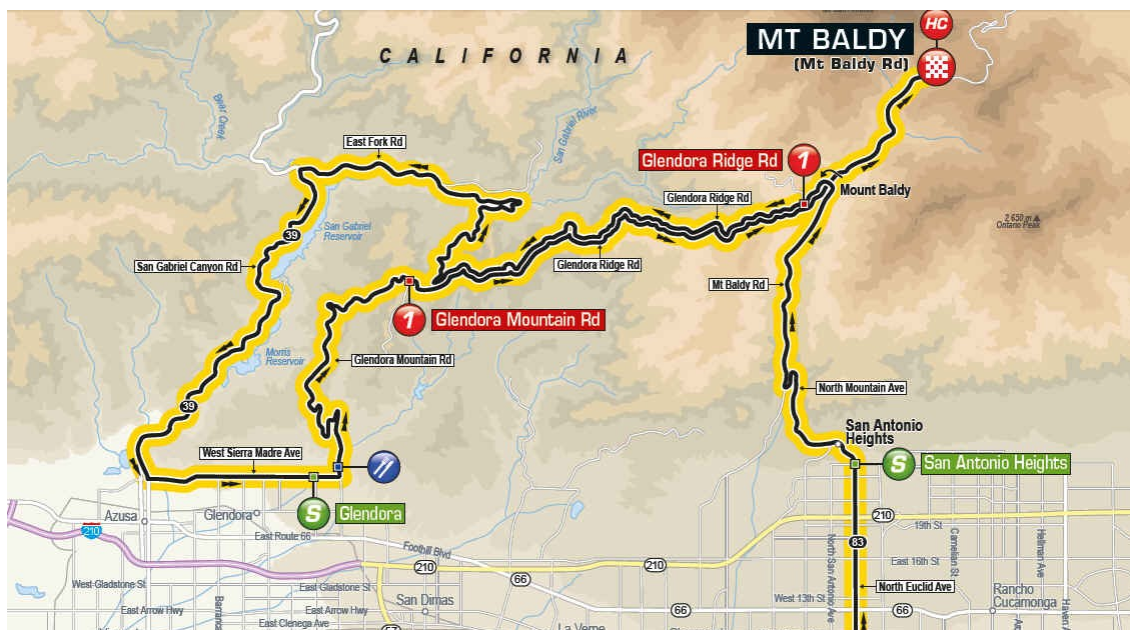 HC
MT BALDY
(Mt Baldy Rd)
CALIFORNIA
Bear Creek
San Gabriel River
East Fork Rd
Glendora Ridge Rd
1
Glendora Ridge Rd
Mount Baldy
2 650 m
Ontario Peak
San Gabriel
Reservoir
39
San Gabriel Canyon Rd
Glendora Ridge Rd
Mt Baldy Rd
1
Glendora Mountain Rd
Morris
Reservoir
Glendora Mountain Rd
North Mountain Ave
39
San Antonio
Heights
West Sierra Madre Ave
S
San Antonio Heights
S
Glendora
Azusa
Glendora
210
East Route 66
Foothill Blvd
210
19th St
210
210
66
83
East 16th St
North San Antonio Ave
Carnelian St
Hellman Ave
West Gladstone St
East Gladstone St
North Euclid Ave
West 13th St
66
66
Rancho
Cucamonga
Haven A
East Arrow Hwy
Barranc
East Arrow Hwy
San Dimas
East Cienega Ave
57
La Verne